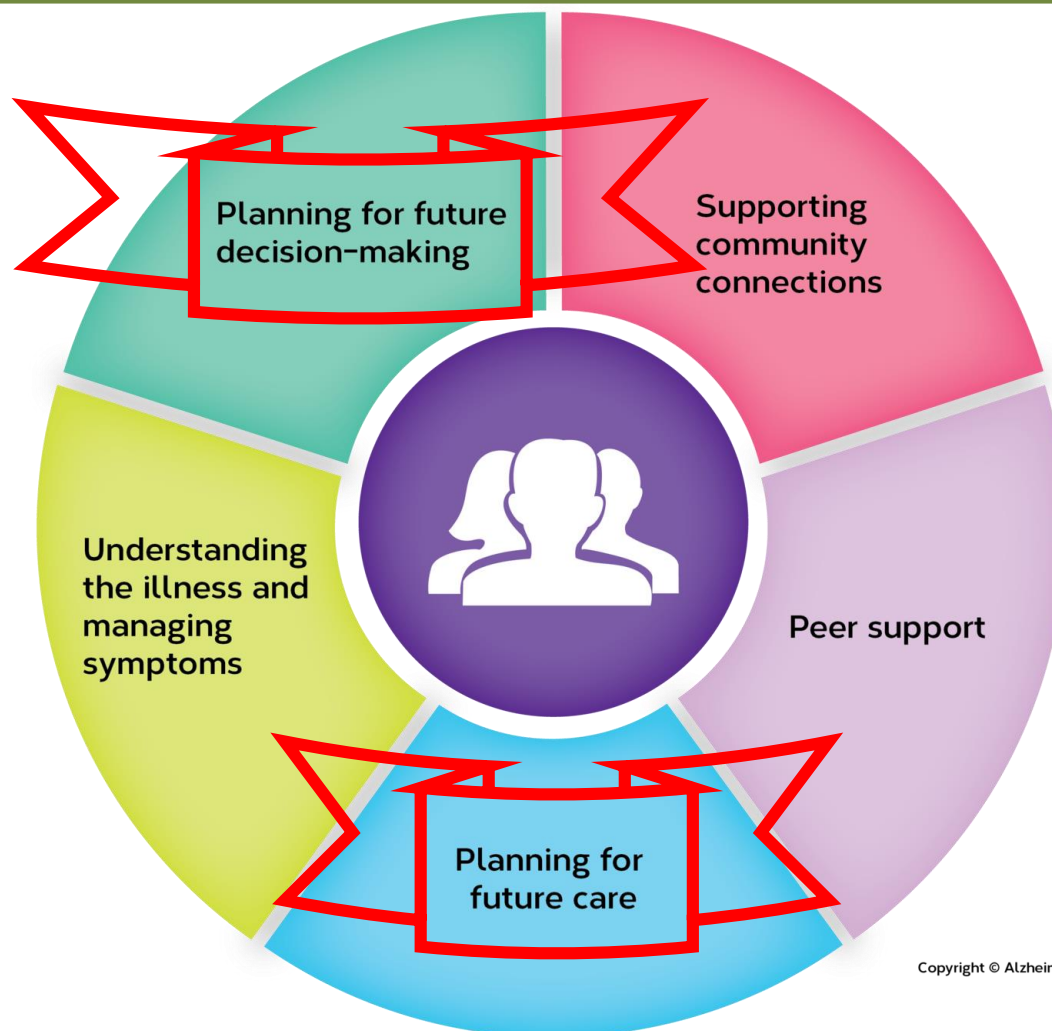 Planning for future
decision-making
Supporting
community
connections
Understanding
the illness and
managing
symptoms
Peer support
Planning for
future care
Copyright © Alzheim